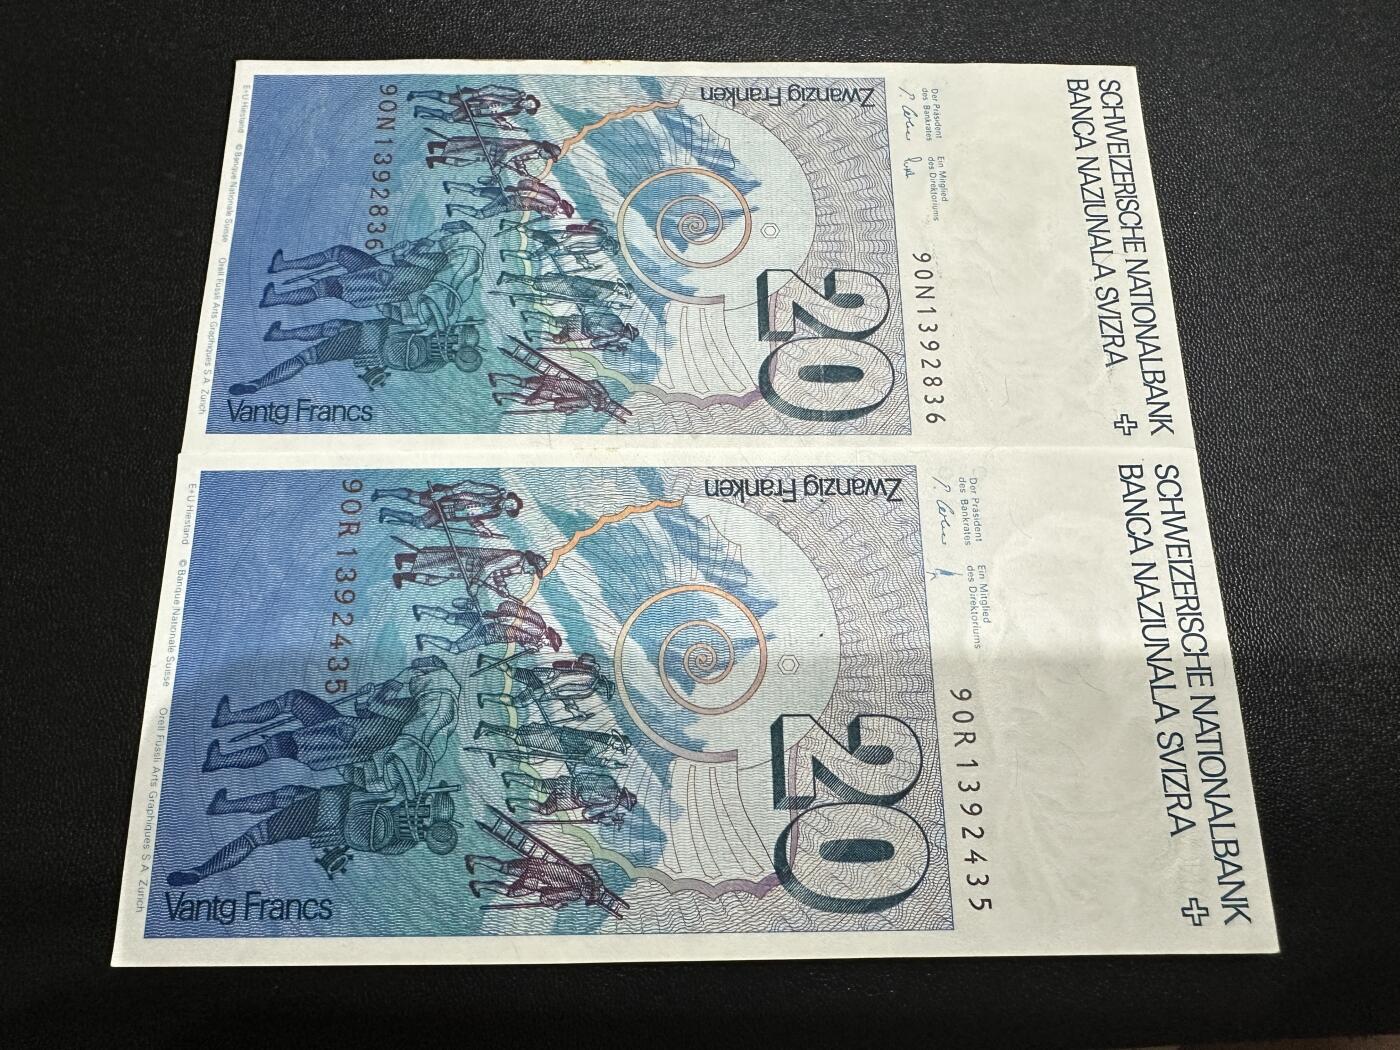 SCHWEIZERISCHE NATIONALBANK
BANCA NAZIUNALA SVIZRA
Der Präsident
des Bankrates
Ein Mitglied
des Direktoriums
90N1392836
Zwanzig Franken
20
90N1392836
Vantg Francs
E+U Hiestand © Banque Nationale Suisse Orell Füssli Arts Graphiques S.A. Zurich
SCHWEIZERISCHE NATIONALBANK
BANCA NAZIUNALA SVIZRA
Der Präsident
des Bankrates
Ein Mitglied
des Direktoriums
90R1392435
Zwanzig Franken
20
90R1392435
Vantg Francs
E+U Hiestand © Banque Nationale Suisse Orell Füssli Arts Graphiques S.A. Zurich